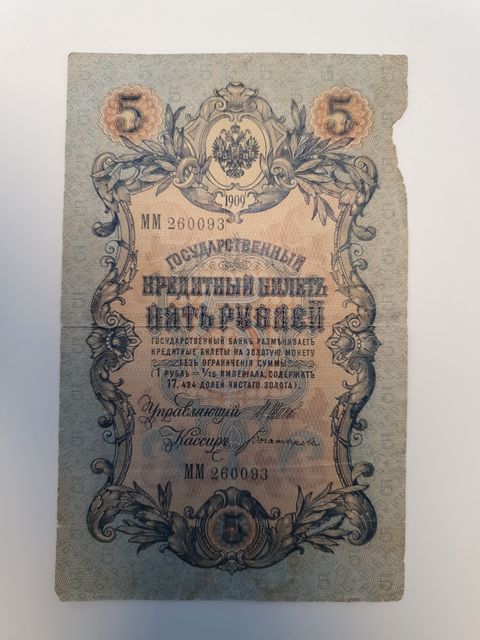 5 5
1909
ММ 260093
ГОСУДАРСТВЕННЫЙ
КРЕДИТНЫЙ БИЛЕТЪ
ПЯТЬ РУБЛЕЙ
ГОСУДАРСТВЕННЫЙ БАНКЪ РАЗМѢНИВАЕТЪ
КРЕДИТНЫЕ БИЛЕТЫ НА ЗОЛОТУЮ МОНЕТУ
БЕЗЪ ОГРАНИЧЕНІЯ СУММЫ
(1 РУБЛЬ = 1/15 ИМПЕРІАЛА, СОДЕРЖИТЪ
17,424 ДОЛЕЙ ЧИСТАГО ЗОЛОТА).
Управляющій
Кассиръ
ММ 260093
5